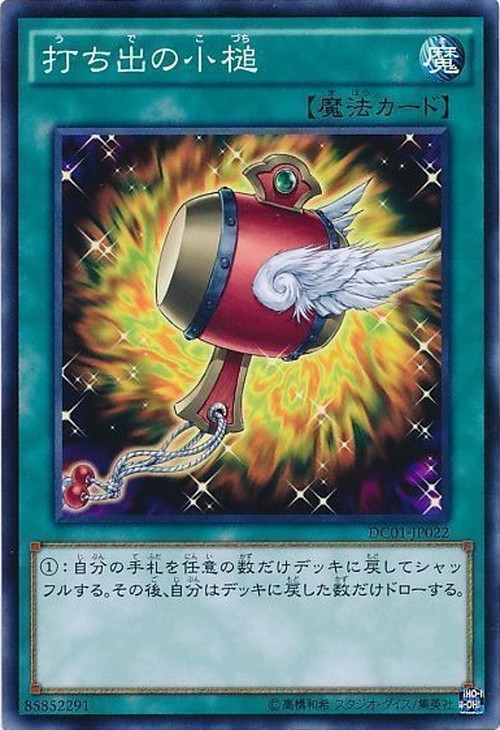 打ち出の小槌
魔
【魔法カード】
DC01-JP022
①：自分の手札を任意の数だけデッキに戻してシャッ
フルする。その後、自分はデッキに戻した数だけドローする。
85852291
©高橋和希 スタジオ・ダイス/集英社